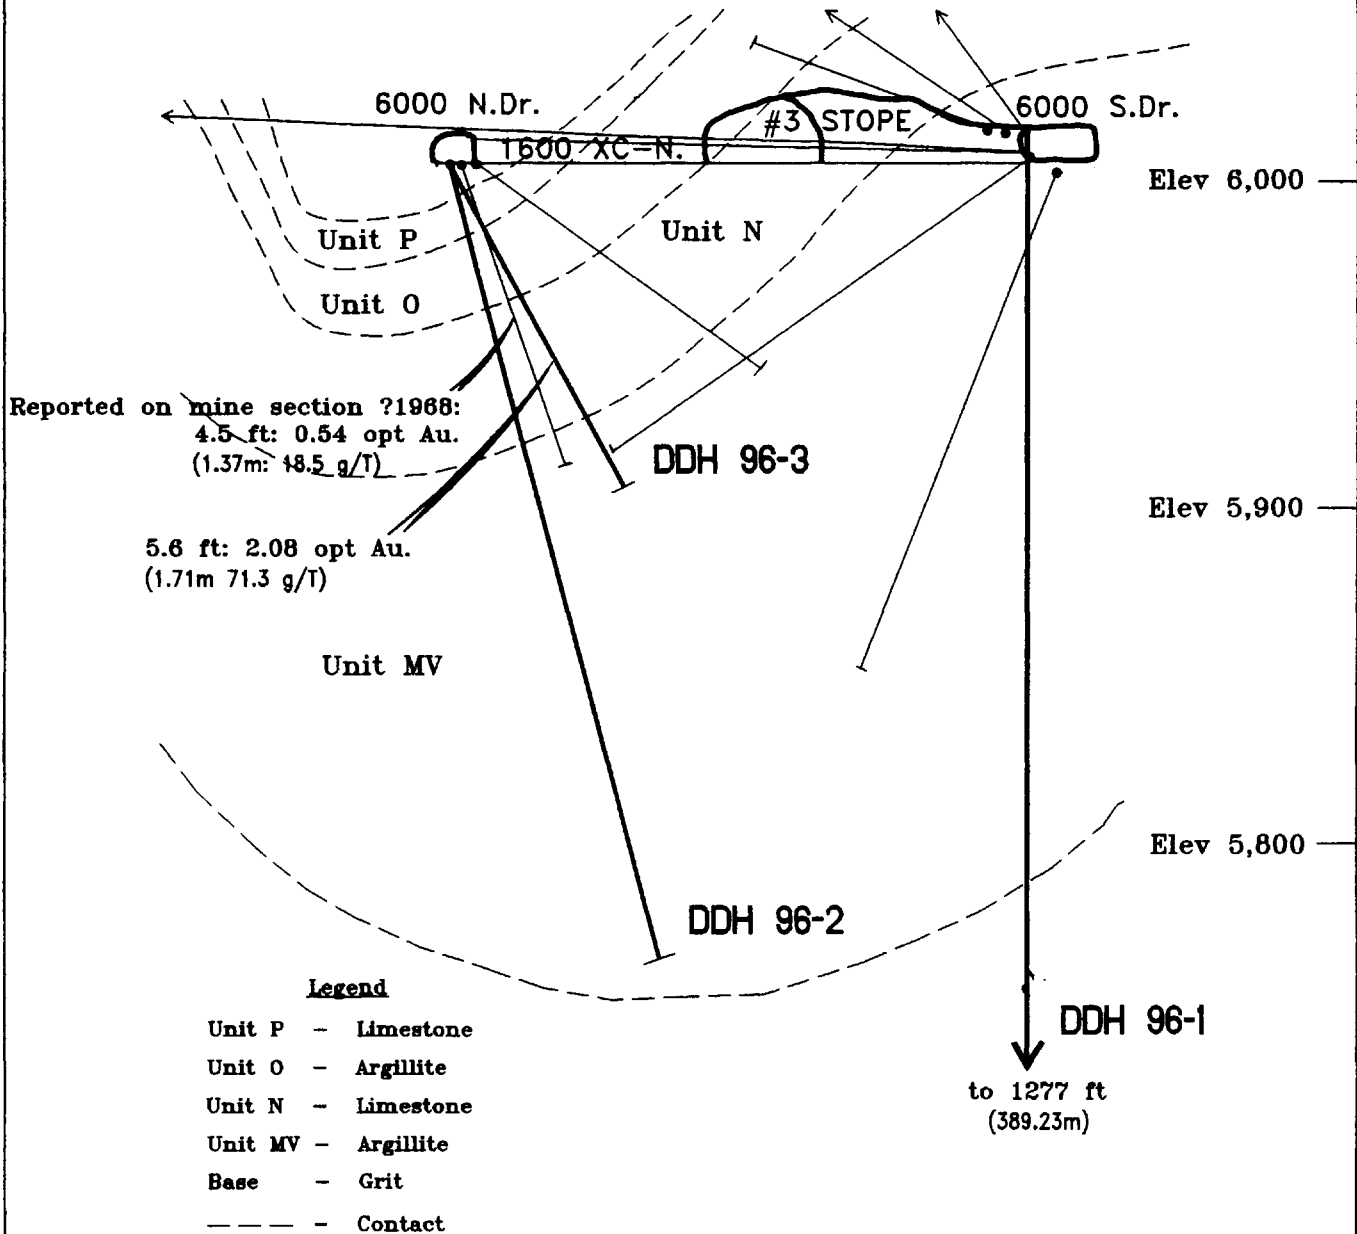 6000 N.Dr.
#3 STOPE
6000 S.Dr.
1600 XC-N.
Elev 6,000
Unit P
Unit N
Unit O
Reported on mine section ?1968:
4.5 ft: 0.54 opt Au.
(1.37m: 18.5 g/T)
DDH 96-3
Elev 5,900
5.6 ft: 2.08 opt Au.
(1.71m 71.3 g/T)
Unit MV
Elev 5,800
DDH 96-2
DDH 96-1
to 1277 ft
(389.23m)
Legend
Unit P - Limestone
Unit O - Argillite
Unit N - Limestone
Unit MV - Argillite
Base - Grit
--- - Contact